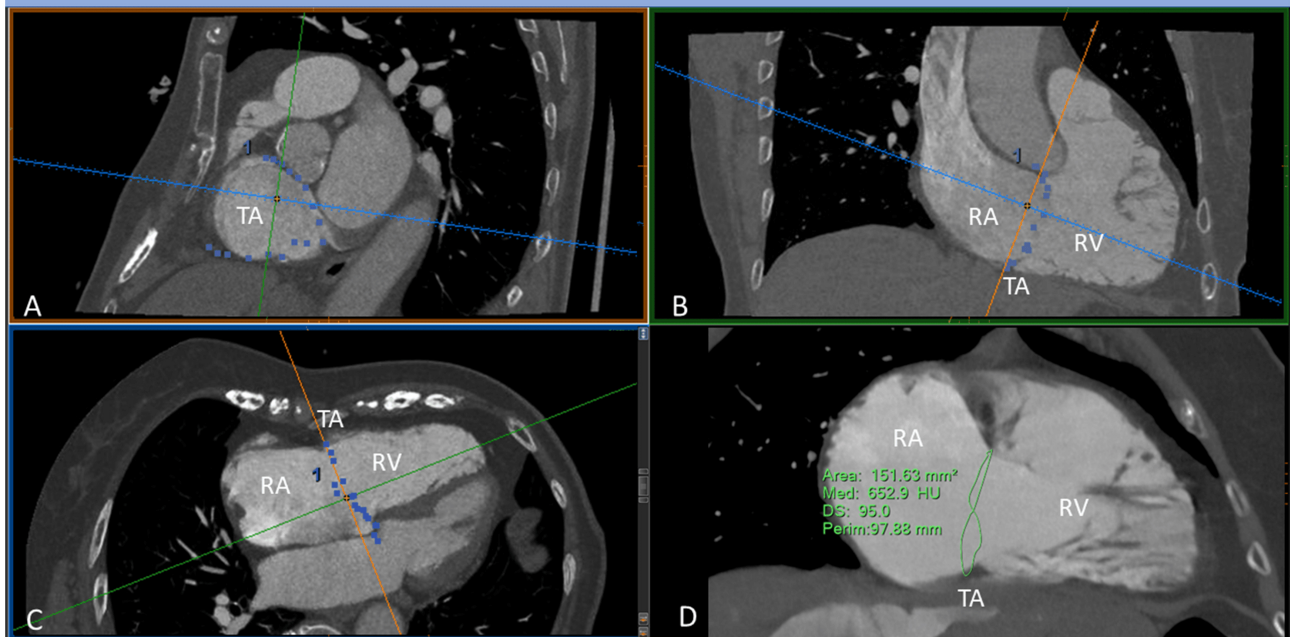 1
TA
A
1
RA
RV
TA
B
TA
1
RV
RA
C
RA
Area: 151.63 mm²
Med: 652.9 HU
DS: 95.0
Perim:97.88 mm
RV
TA
D